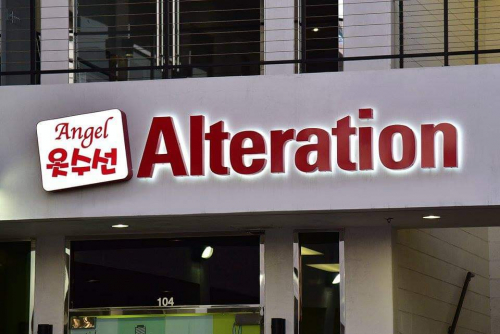 Angel
옷수선
Alteration
104